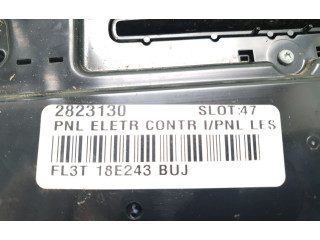 2823130 SLOT:47
PNL ELETR CONTR I/PNL LES
FL3T 18E243 BUJ